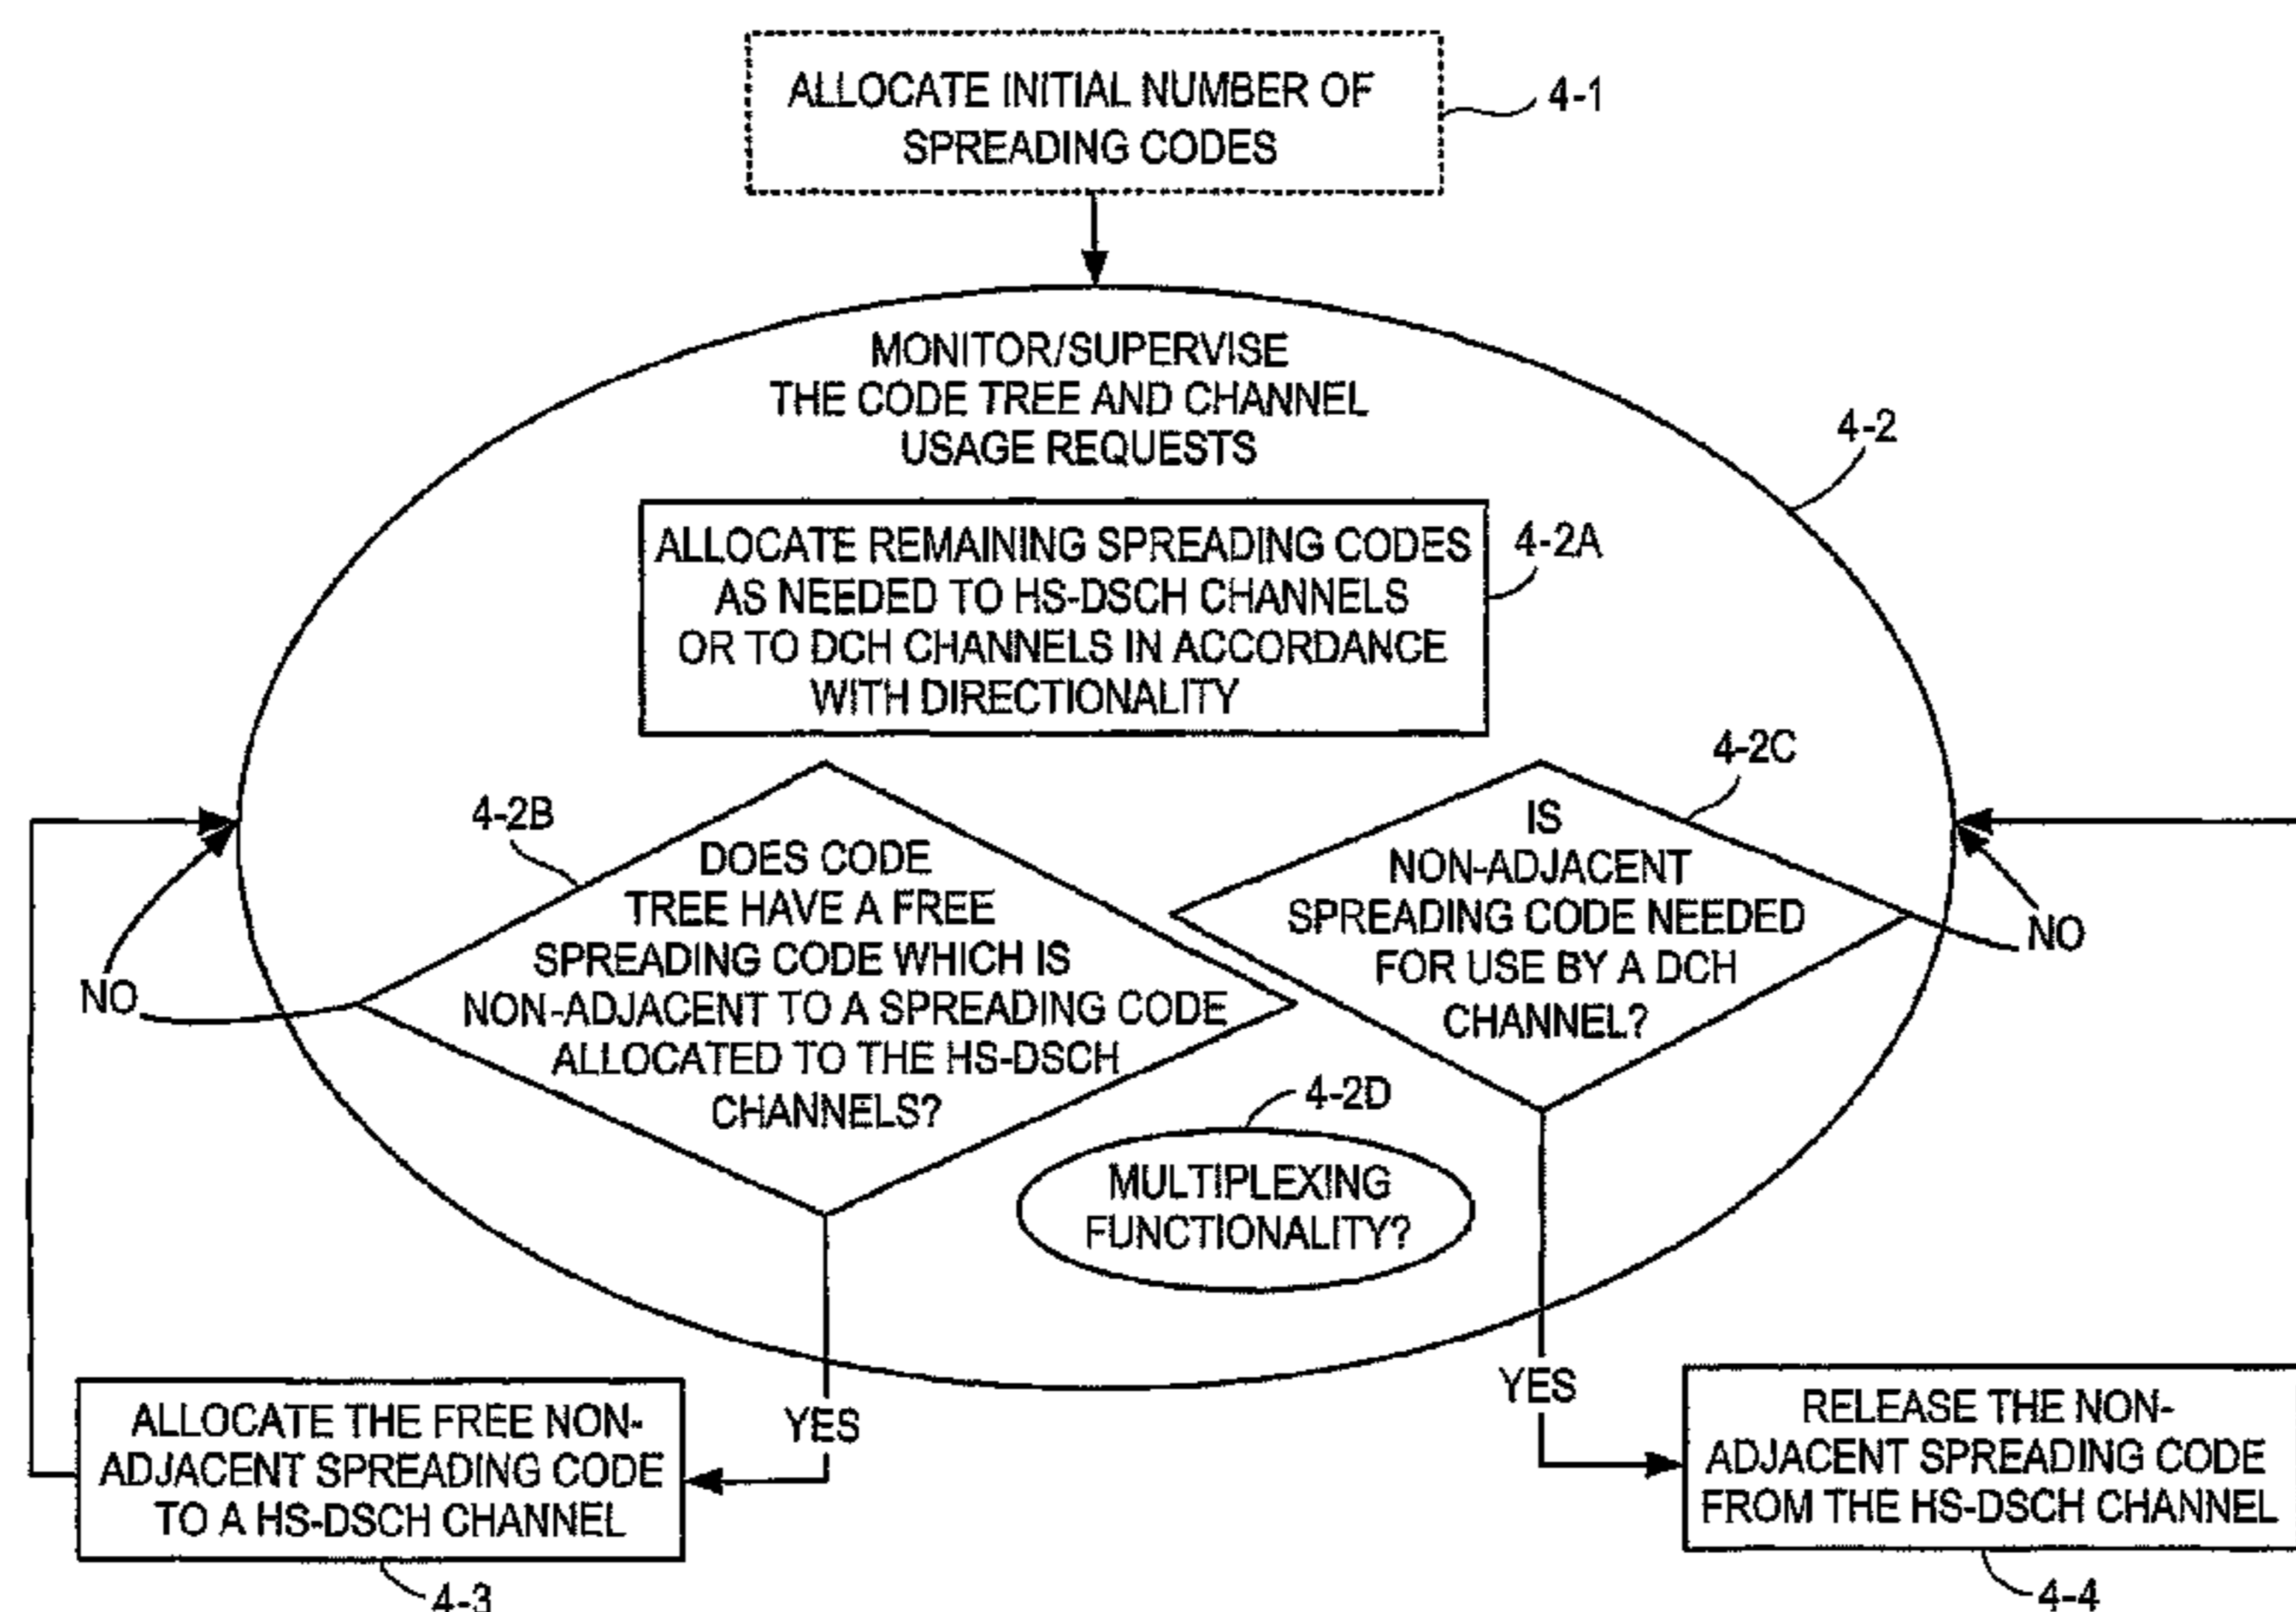 ALLOCATE INITIAL NUMBER OF
SPREADING CODES
4-1
MONITOR/SUPERVISE
THE CODE TREE AND CHANNEL
USAGE REQUESTS
4-2
ALLOCATE REMAINING SPREADING CODES
AS NEEDED TO HS-DSCH CHANNELS
OR TO DCH CHANNELS IN ACCORDANCE
WITH DIRECTIONALITY
4-2A
4-2B
DOES CODE
TREE HAVE A FREE
SPREADING CODE WHICH IS
NON-ADJACENT TO A SPREADING CODE
ALLOCATED TO THE HS-DSCH
CHANNELS?
NO
4-2C
IS
NON-ADJACENT
SPREADING CODE NEEDED
FOR USE BY A DCH
CHANNEL?
NO
4-2D
MULTIPLEXING
FUNCTIONALITY?
YES
YES
ALLOCATE THE FREE NON-
ADJACENT SPREADING CODE
TO A HS-DSCH CHANNEL
4-3
RELEASE THE NON-
ADJACENT SPREADING CODE
FROM THE HS-DSCH CHANNEL
4-4